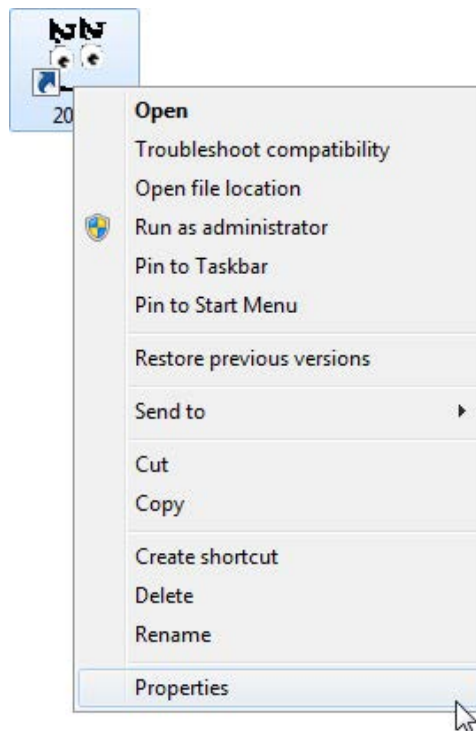 20
Open
Troubleshoot compatibility
Open file location
Run as administrator
Pin to Taskbar
Pin to Start Menu
Restore previous versions
Send to
Cut
Copy
Create shortcut
Delete
Rename
Properties